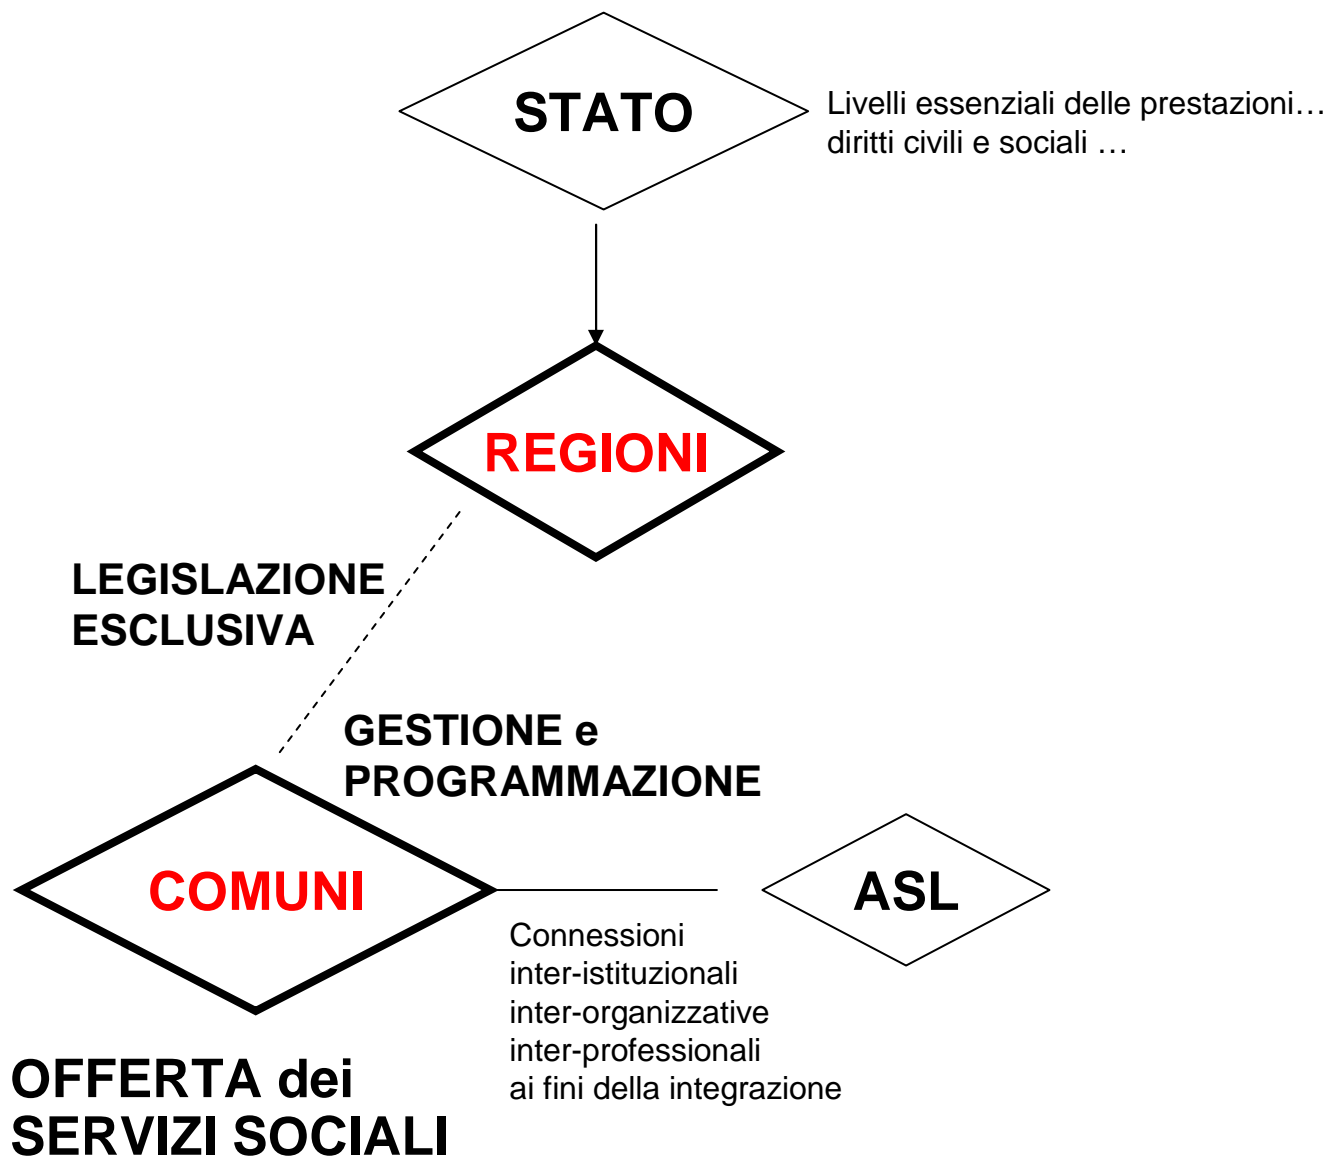 STATO
Livelli essenziali delle prestazioni…
diritti civili e sociali …
REGIONI
LEGISLAZIONE
ESCLUSIVA
GESTIONE e
PROGRAMMAZIONE
COMUNI
ASL
Connessioni
inter-istituzionali
inter-organizzative
inter-professionali
ai fini della integrazione
OFFERTA dei
SERVIZI SOCIALI